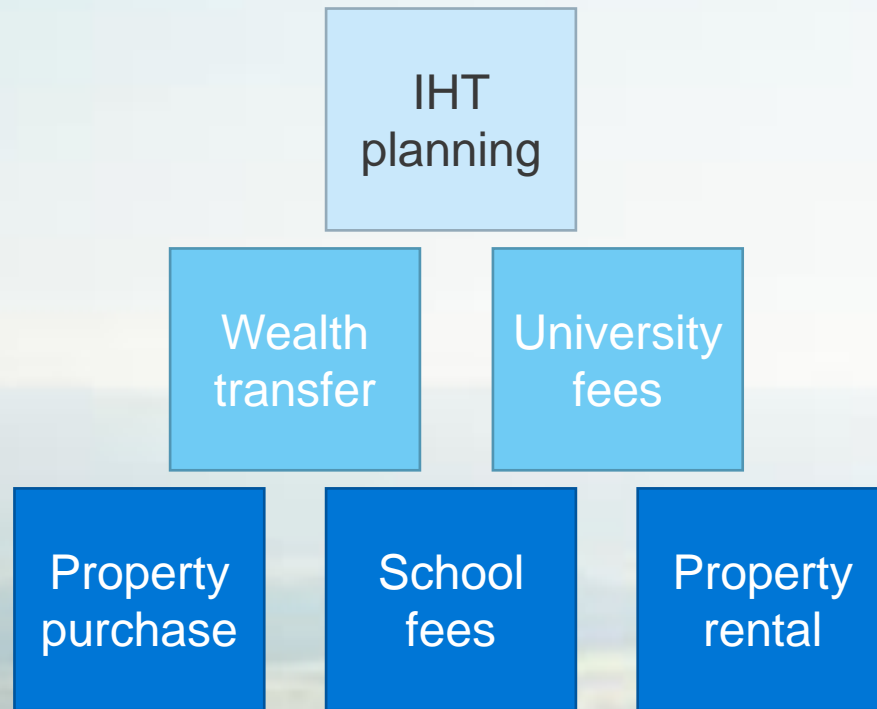 IHT
planning
Wealth
transfer
University
fees
Property
purchase
School
fees
Property
rental